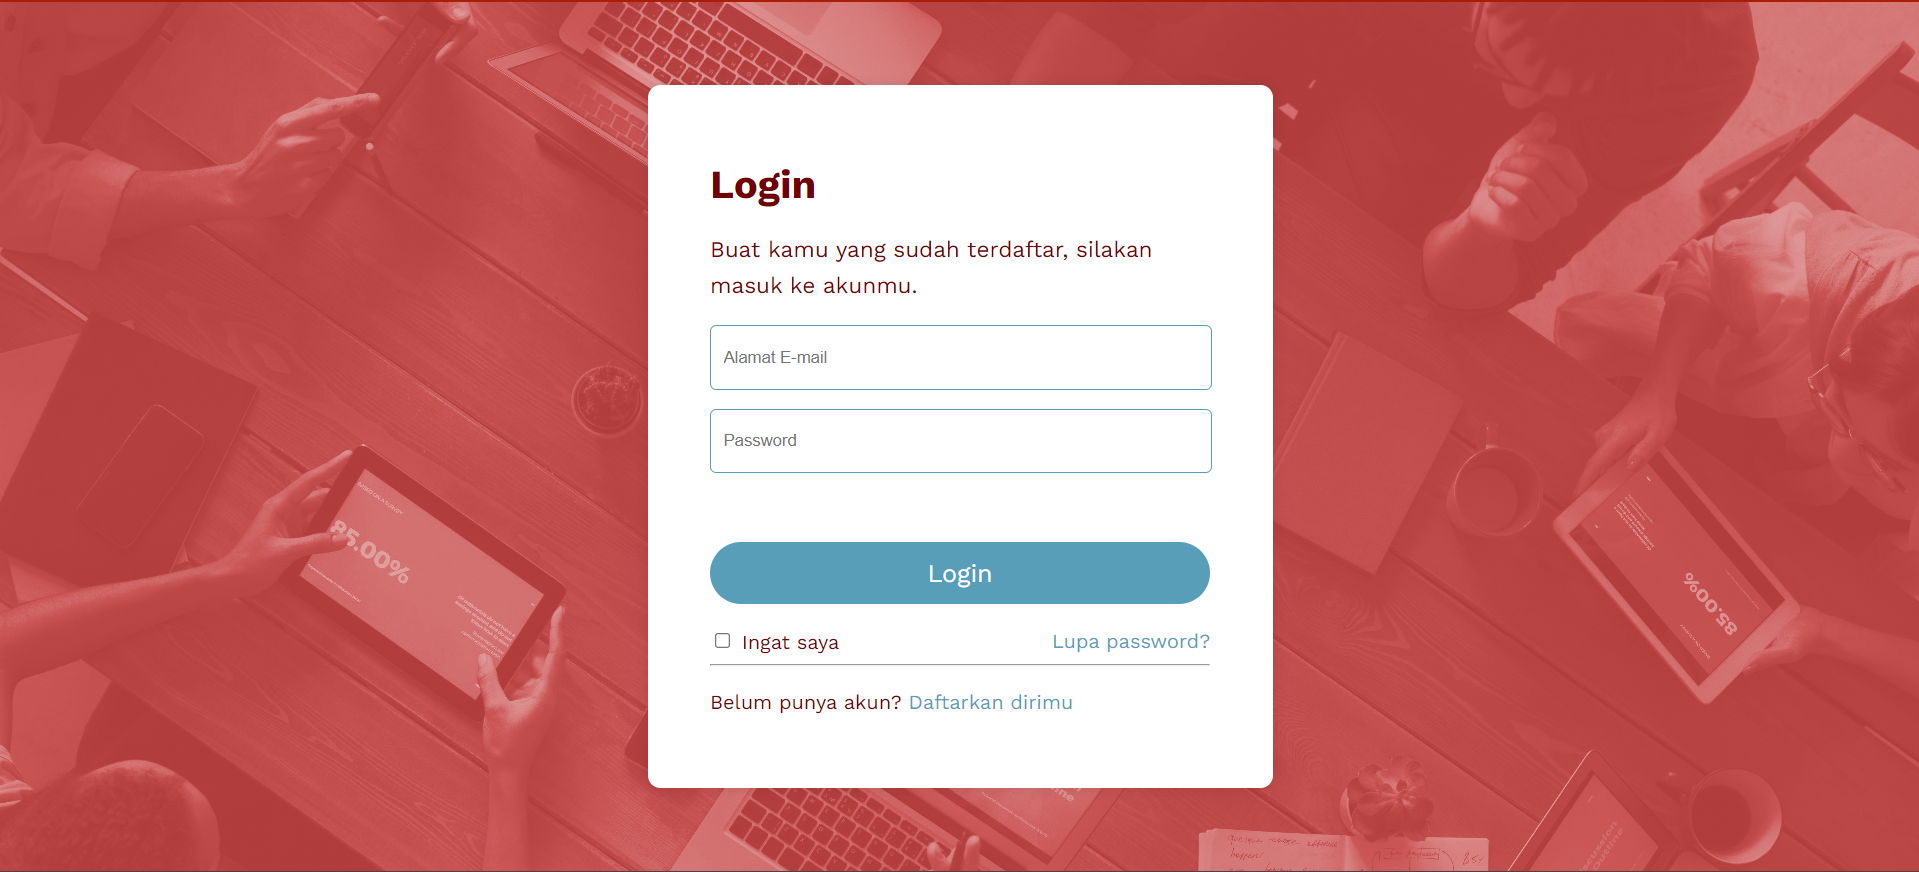 Login
Buat kamu yang sudah terdaftar, silakan
masuk ke akunmu.
Alamat E-mail
Password
Login
Ingat saya
Lupa password?
Belum punya akun? Daftarkan dirimu
85.00%
85.00%